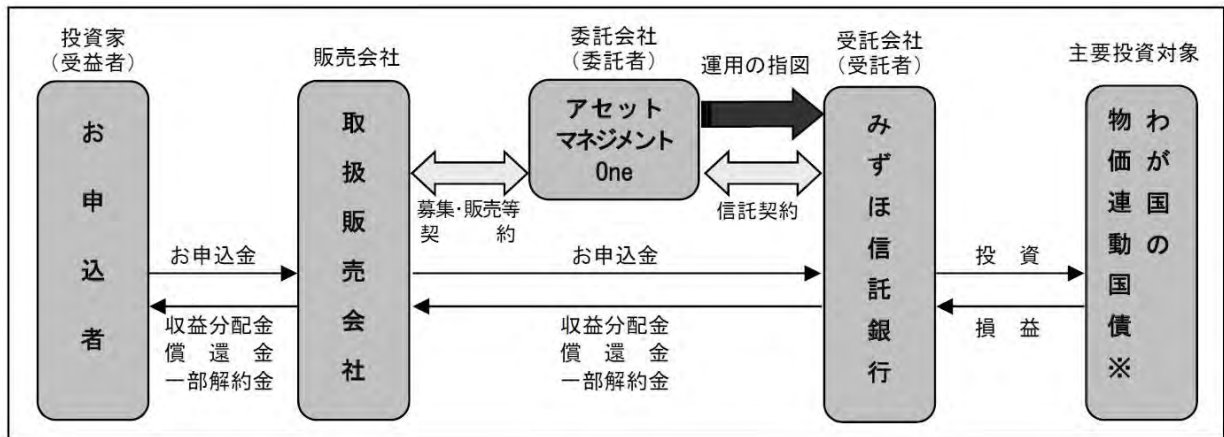 投資家
（受益者）
お申込者
販売会社
取扱販売会社
委託会社
（委託者）
アセット
マネジメント
One
運用の指図
受託会社
（受託者）
みずほ信託銀行
主要投資対象
わが国の
物価連動国債※
募集・販売等
契　　約
信託契約
お申込金
収益分配金
償　還　金
一部解約金
お申込金
収益分配金
償　還　金
一部解約金
投　資
損　益